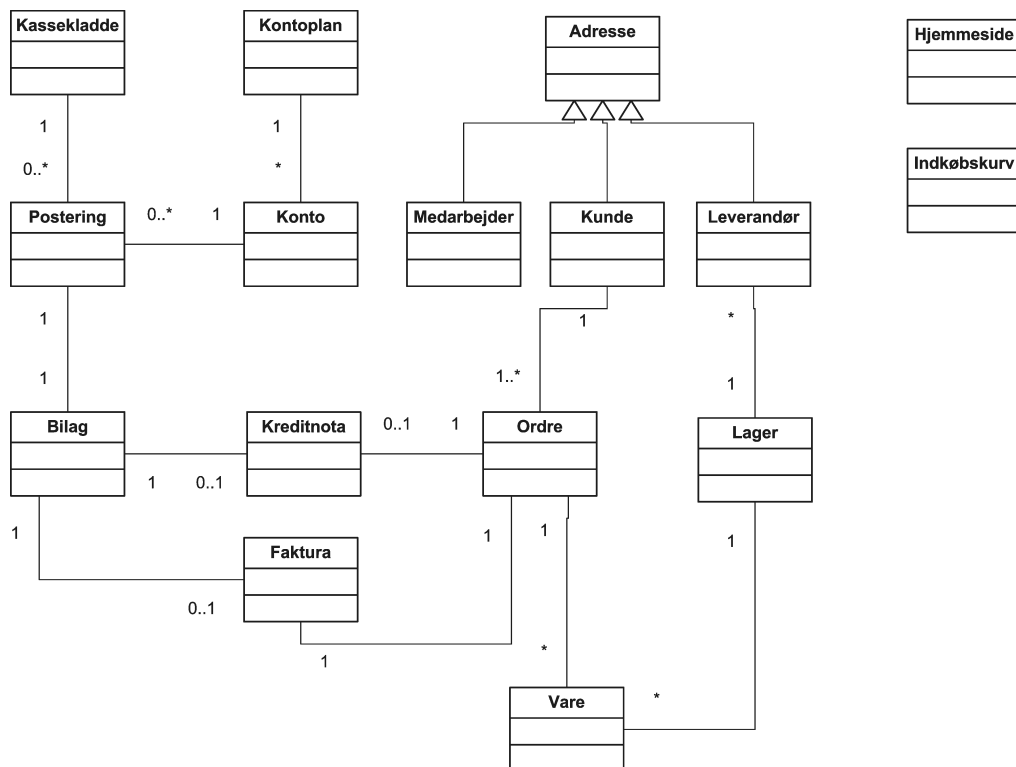 Kassekladde
Kontoplan
Adresse
Hjemmeside
1
1
0..*
*
Indkøbskurv
Postering
0..*
1
Konto
Medarbejder
Kunde
Leverandør
1
1
*
1
1..*
1
Bilag
Kreditnota
0..1
1
Ordre
Lager
1
0..1
1
1
1
1
Faktura
0..1
1
*
*
Vare